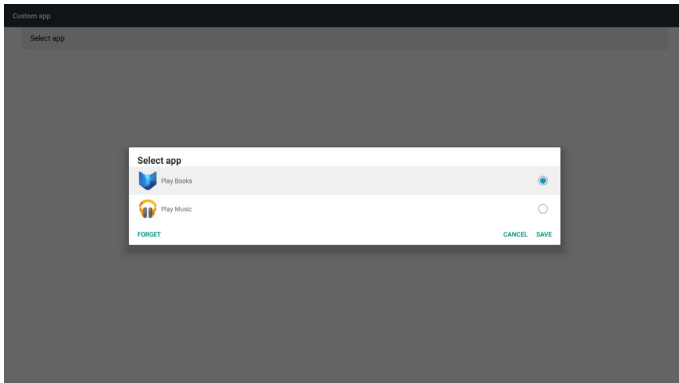 Custom app
Select app
Select app
Play Books
Play Music
FORGET CANCEL SAVE